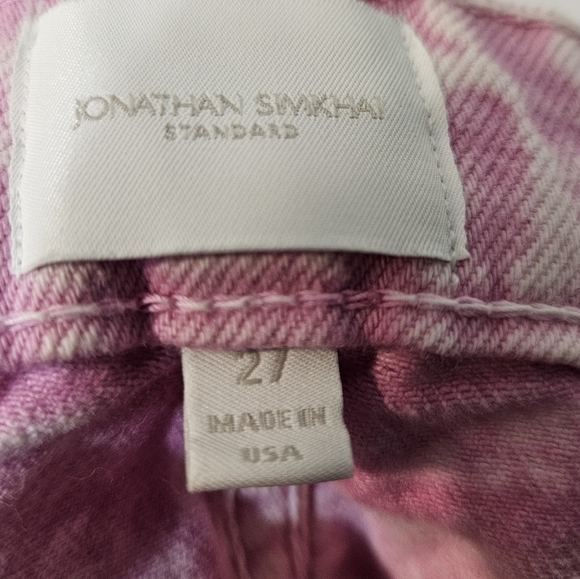 JONATHAN SIMKHAI
STANDARD
27
MADE IN
USA